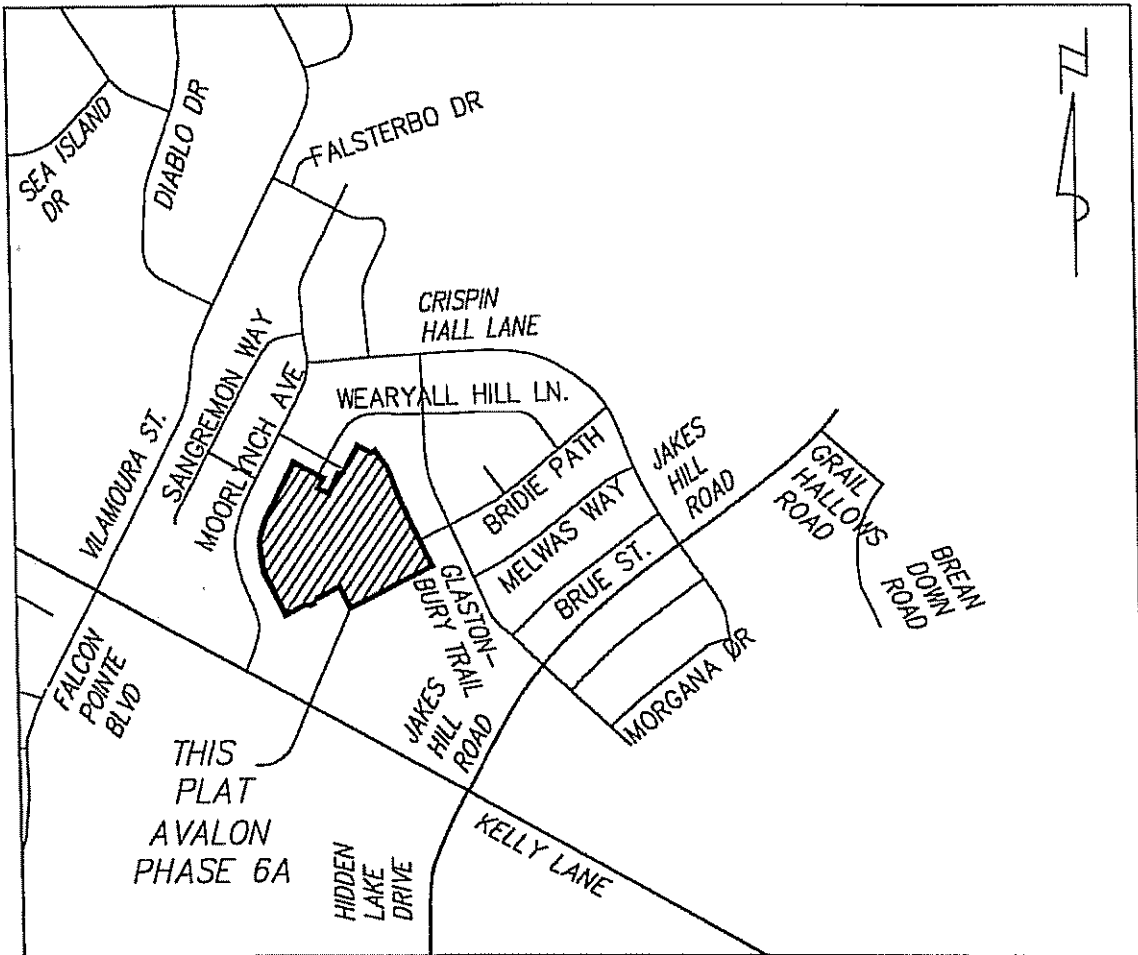 N
SEA ISLAND
DR
DIABLO DR
FALSTERBO DR
CRISPIN
HALL LANE
SANGREMON WAY
WEARYALL HILL LN.
MOORLYNCH AVE
VILAMOURA ST.
BRIDIE PATH
JAKES
HILL
ROAD
MELWAS WAY
BRUE ST.
GRAIL
HALLOWS
ROAD
BREAN
DOWN
ROAD
GLASTON-
BURY TRAIL
MORGANA DR
FALCON
POINTE
BLVD
JAKES
HILL
ROAD
THIS
PLAT
AVALON
PHASE 6A
KELLY LANE
HIDDEN
LAKE
DRIVE